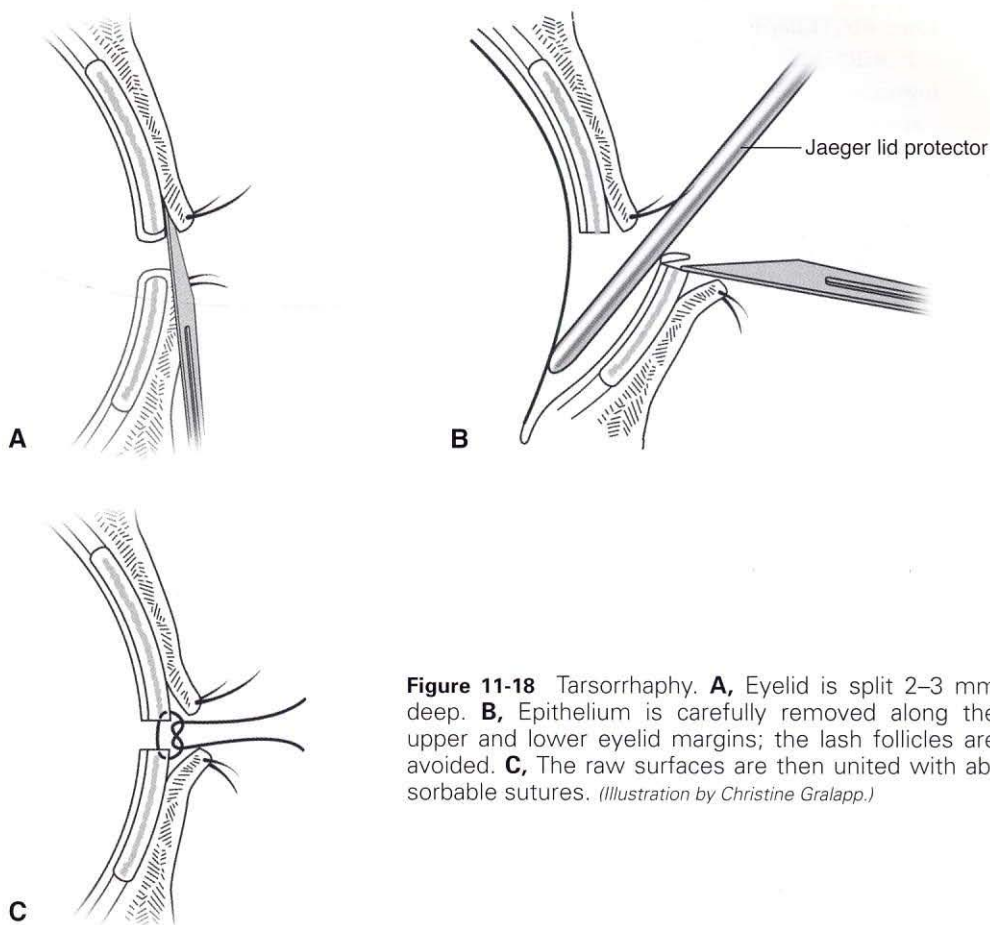 Jaeger lid protector
A
B
Figure 11-18 Tarsorrhaphy. A, Eyelid is split 2–3 mm
deep. B, Epithelium is carefully removed along the
upper and lower eyelid margins; the lash follicles are
avoided. C, The raw surfaces are then united with ab
sorbable sutures. (Illustration by Christine Gralapp.)
C